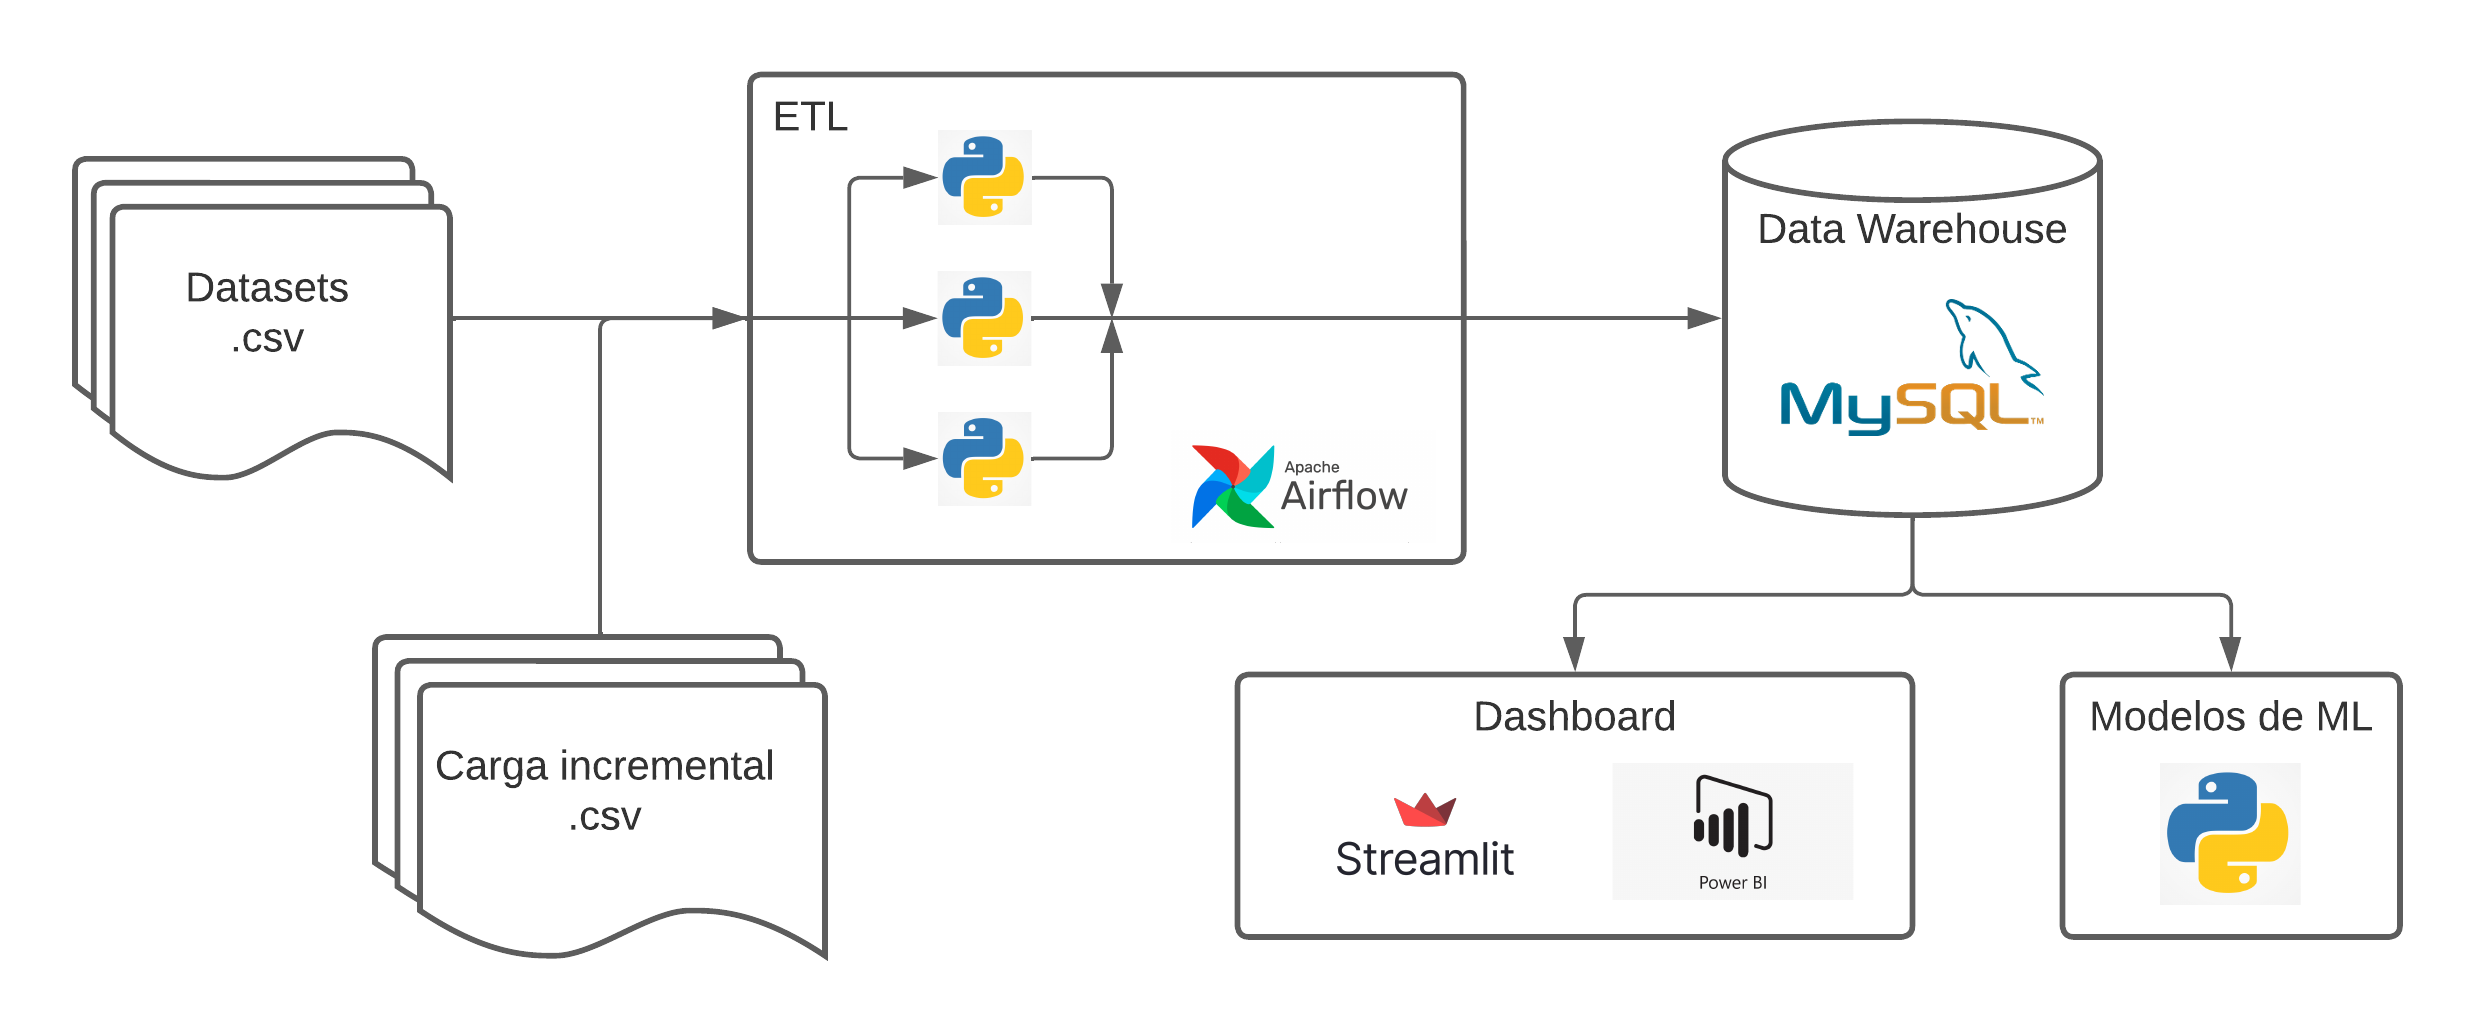 ETL
Datasets
.csv
Data Warehouse
MySQL™
Apache
Airflow
Carga incremental
.csv
Dashboard
Streamlit
Power BI
Modelos de ML